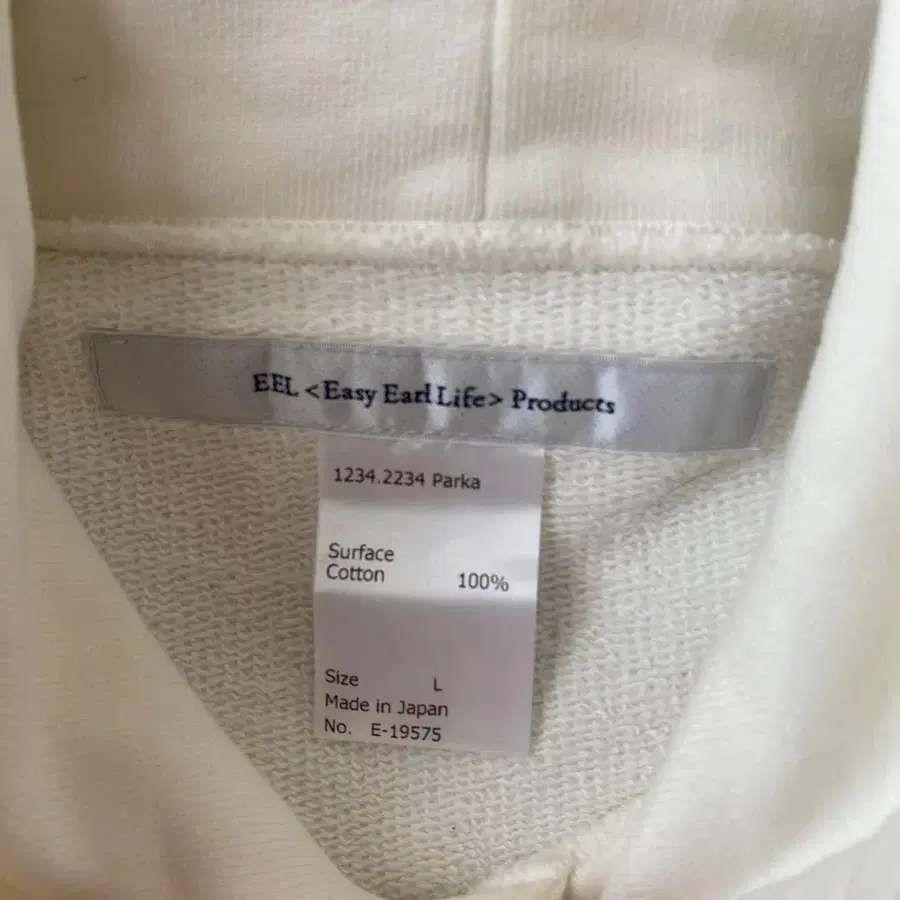 EEL <Easy Earl Life> Products
1234.2234 Parka
Surface
Cotton 100%
Size L
Made in Japan
No. E-19575